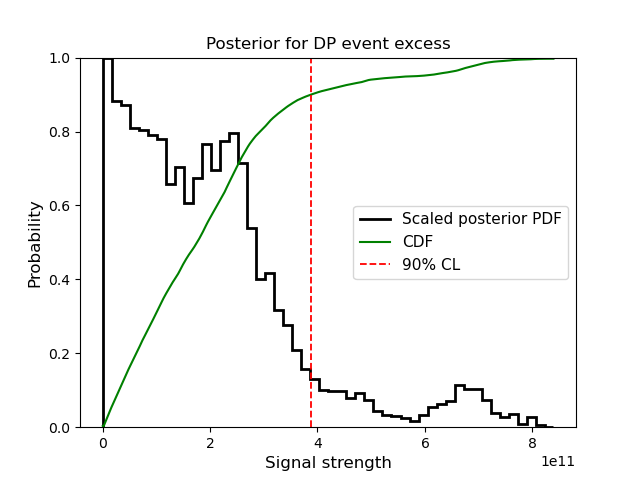 Posterior for DP event excess
Probability
1.0
0.8
0.6
0.4
0.2
0.0
Scaled posterior PDF
CDF
90% CL
0 2 4 6 8
1e11
Signal strength